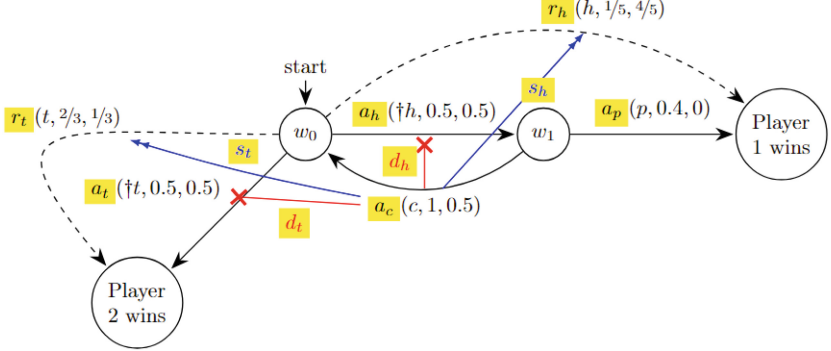 r_h (h, 1/5, 4/5)
start
r_t (t, 2/3, 1/3)
a_h (†h, 0.5, 0.5)
s_h
a_p (p, 0.4, 0)
w_0
w_1
Player
1 wins
s_t
d_h
a_t (†t, 0.5, 0.5)
a_c (c, 1, 0.5)
d_t
Player
2 wins